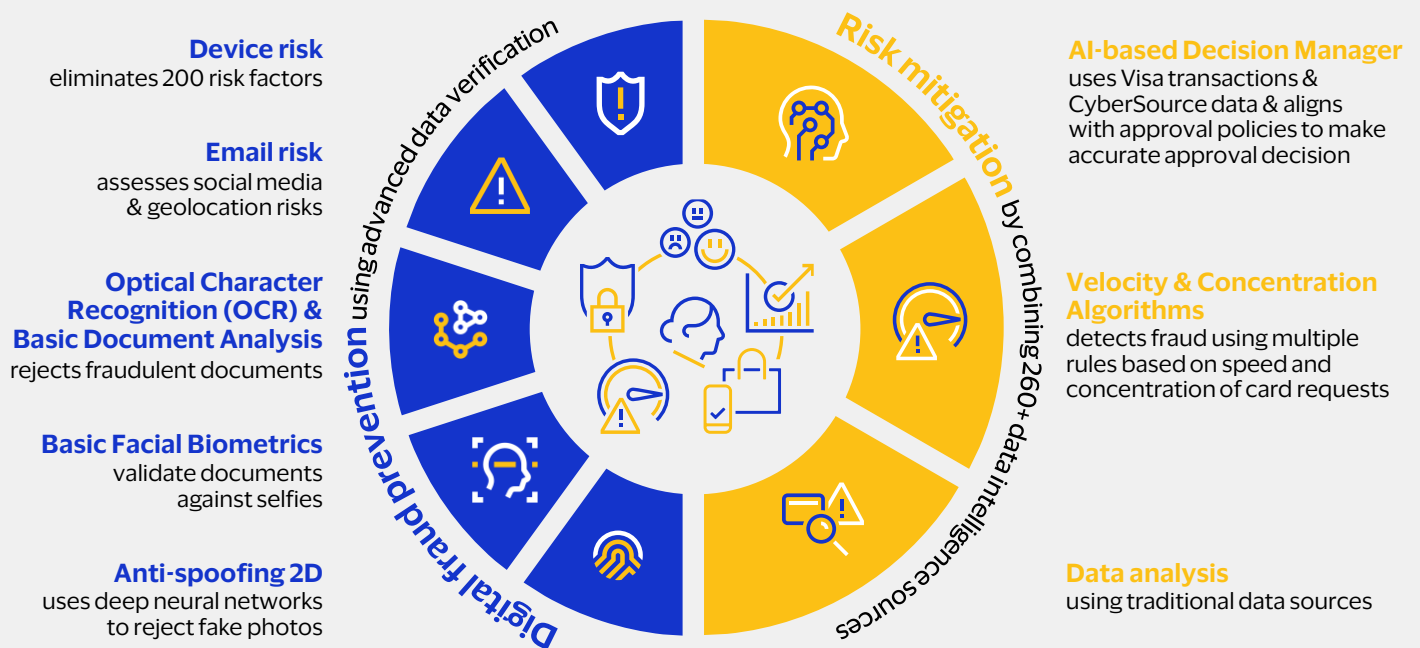 Device risk
eliminates 200 risk factors
Email risk
assesses social media
& geolocation risks
Optical Character
Recognition (OCR) &
Basic Document Analysis
rejects fraudulent documents
Basic Facial Biometrics
validate documents
against selfies
Anti-spoofing 2D
uses deep neural networks
to reject fake photos
Digital fraud prevention using advanced data verification
Risk mitigation by combining 260+ data intelligence sources
AI-based Decision Manager
uses Visa transactions &
CyberSource data & aligns
with approval policies to make
accurate approval decision
Velocity & Concentration
Algorithms
detects fraud using multiple
rules based on speed and
concentration of card requests
Data analysis
using traditional data sources